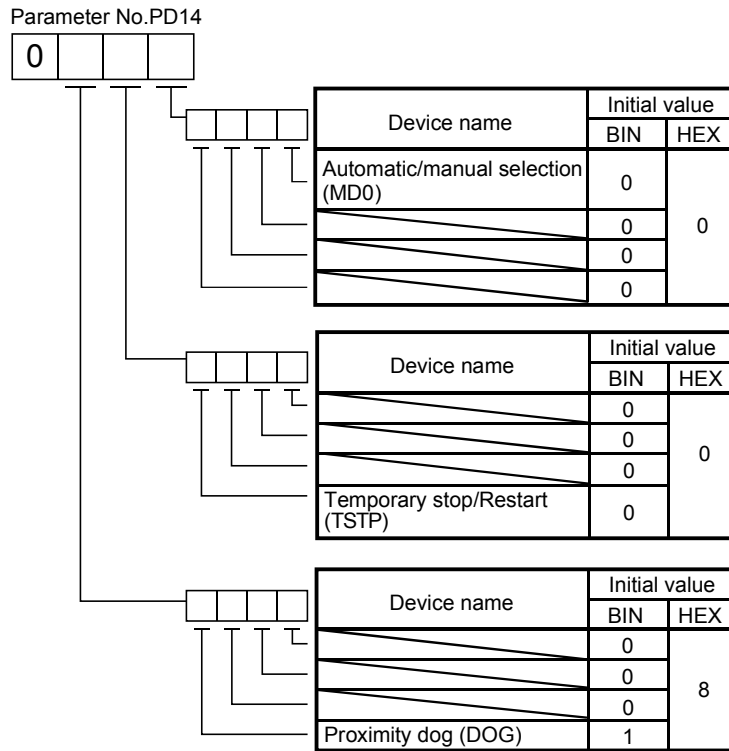 Parameter No.PD14
0
Device name Initial value
BIN HEX
Automatic/manual selection
(MD0) 0
0
0
0
0
Device name Initial value
BIN HEX
0
0
0
0
Temporary stop/Restart
(TSTP) 0
Device name Initial value
BIN HEX
0
0
8
0
Proximity dog (DOG) 1